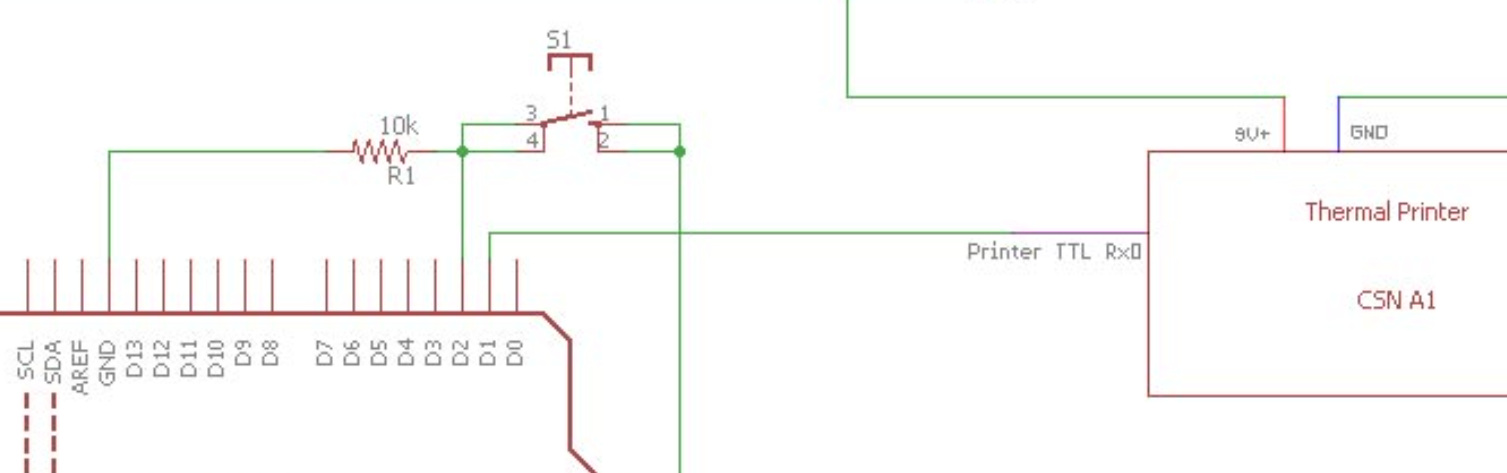 S1
3 1
10k
4 2
R1
9V+ GND
Thermal Printer
Printer TTL Rx0
CSN A1
SCL SDA AREF GND D13 D12 D11 D10 D9 D8 D7 D6 D5 D4 D3 D2 D1 D0